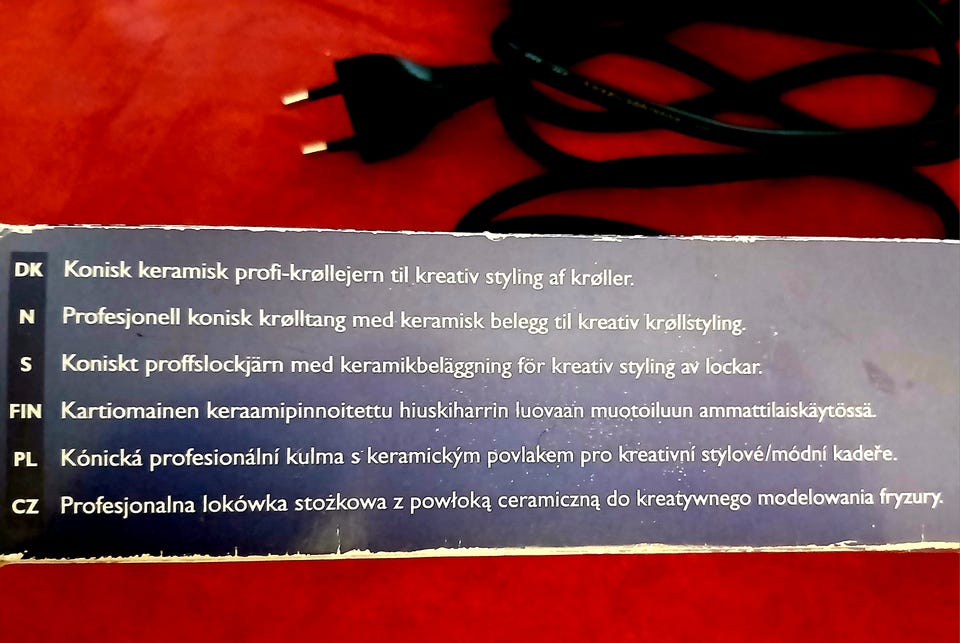 DK Konisk keramisk profi-krøllejern til kreativ styling af krøller.
N Profesjonell konisk krølltang med keramisk belegg til kreativ krøllstyling.
S Koniskt proffslockjärn med keramikbeläggning för kreativ styling av lockar.
FIN Kartiomainen keraamipinnoitettu hiuskiharrin luovaan muotoiluun ammattilaiskäytössä.
PL Kónická profesionální kulma s keramickým povlakem pro kreativní stylové/módní kadeře.
CZ Profesjonalna lokówka stożkowa z powłoką ceramiczną do kreatywnego modelowania fryzury.